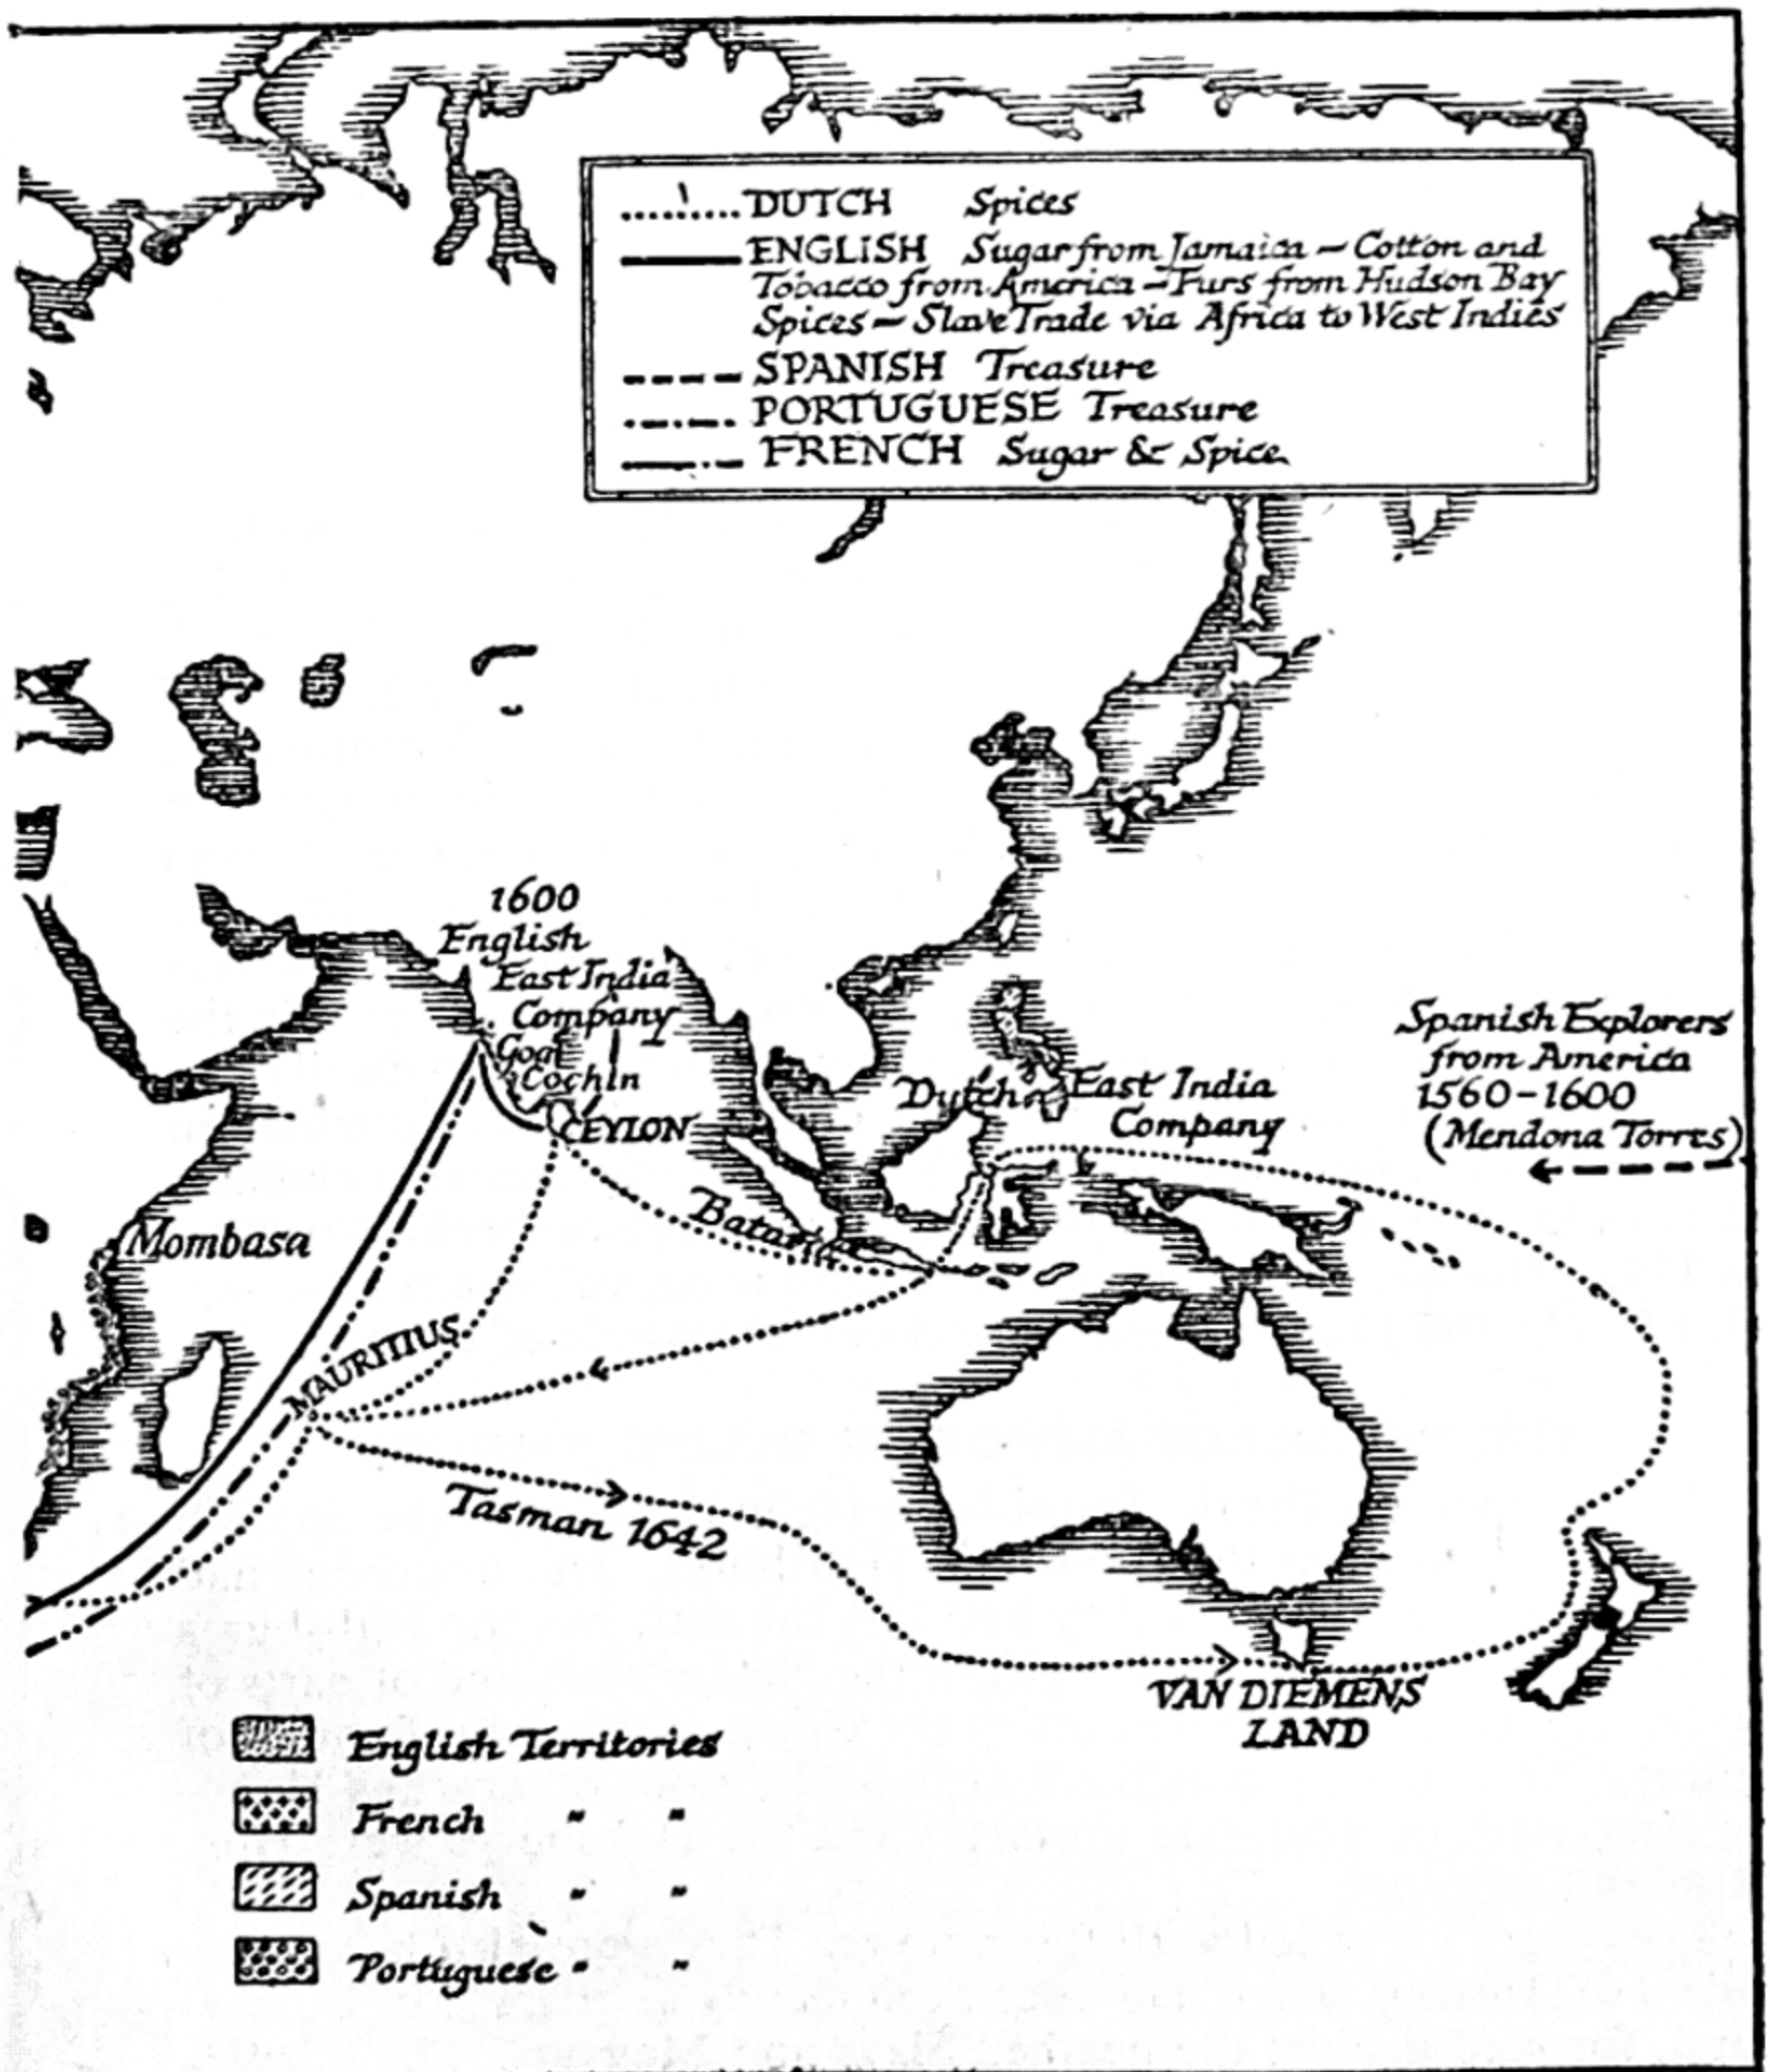 DUTCH Spices
ENGLISH Sugar from Jamaica – Cotton and
Tobacco from America – Furs from Hudson Bay
Spices – Slave Trade via Africa to West Indies
SPANISH Treasure
PORTUGUESE Treasure
FRENCH Sugar & Spice
1600
English
East India
Company
Goa
Cochin
CEYLON
Dutch East India
Company
Spanish Explorers
from America
1560–1600
(Mendona Torres)
Batavia
Mombasa
MAURITIUS
Tasman 1642
VAN DIEMENS
LAND
English Territories
French " "
Spanish " "
Portuguese " "